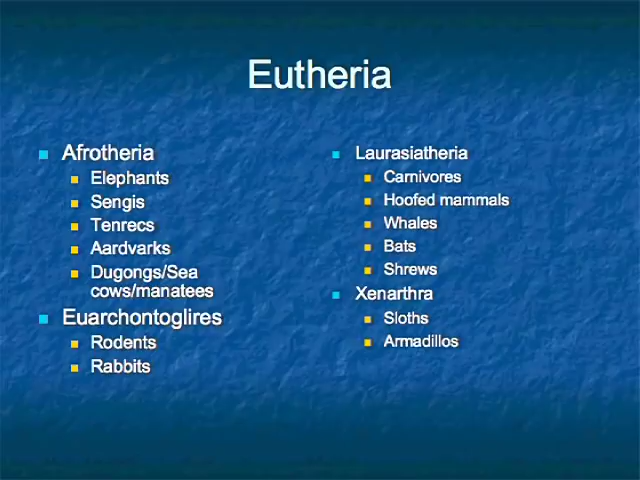 Eutheria
Afrotheria
Elephants
Sengis
Tenrecs
Aardvarks
Dugongs/Sea
cows/manatees
Euarchontoglires
Rodents
Rabbits
Laurasiatheria
Carnivores
Hoofed mammals
Whales
Bats
Shrews
Xenarthra
Sloths
Armadillos